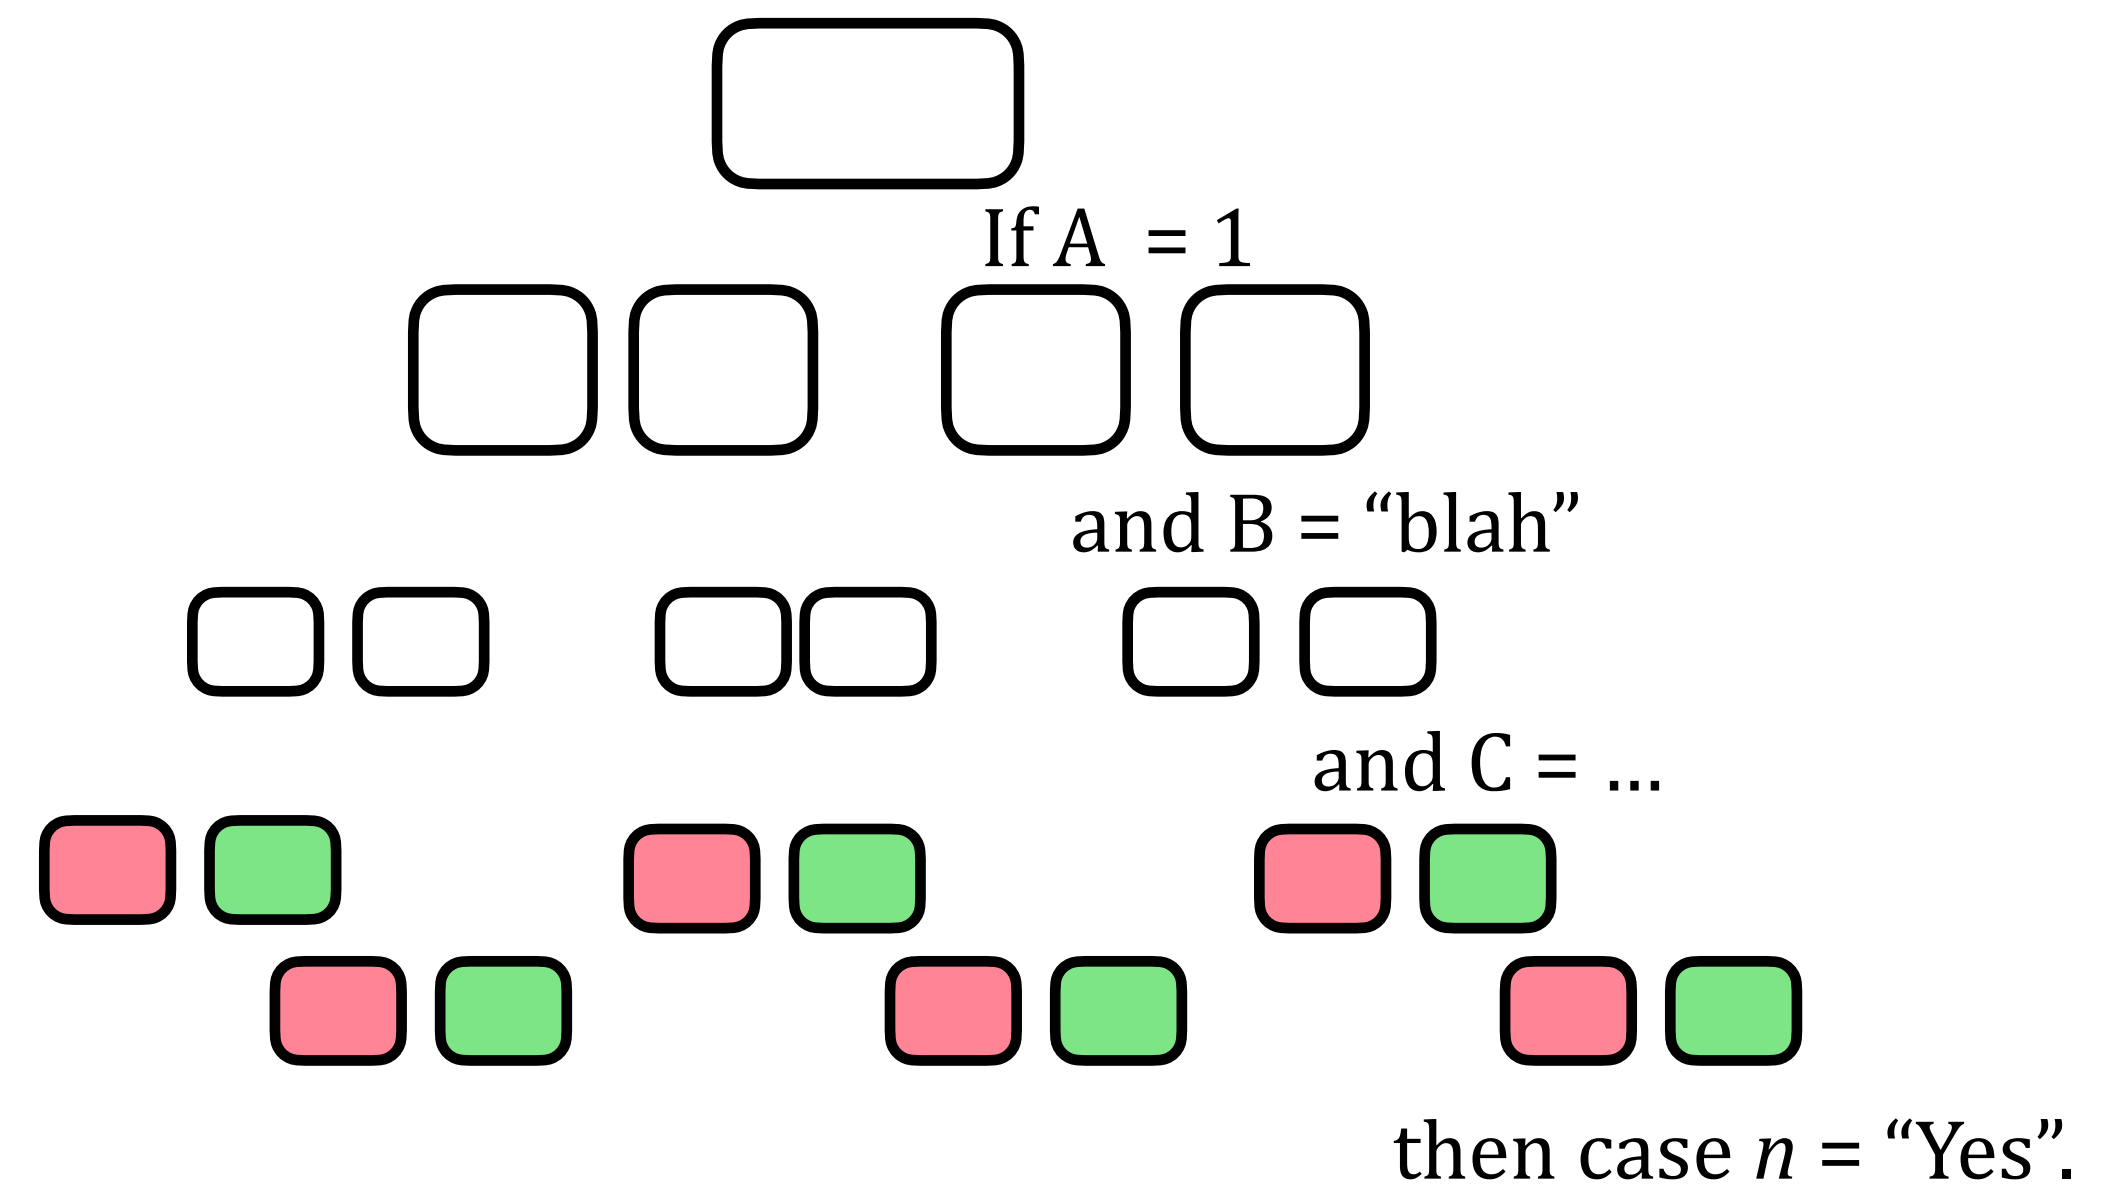 If A = 1
and B = “blah”
and C = …
then case n = “Yes”.